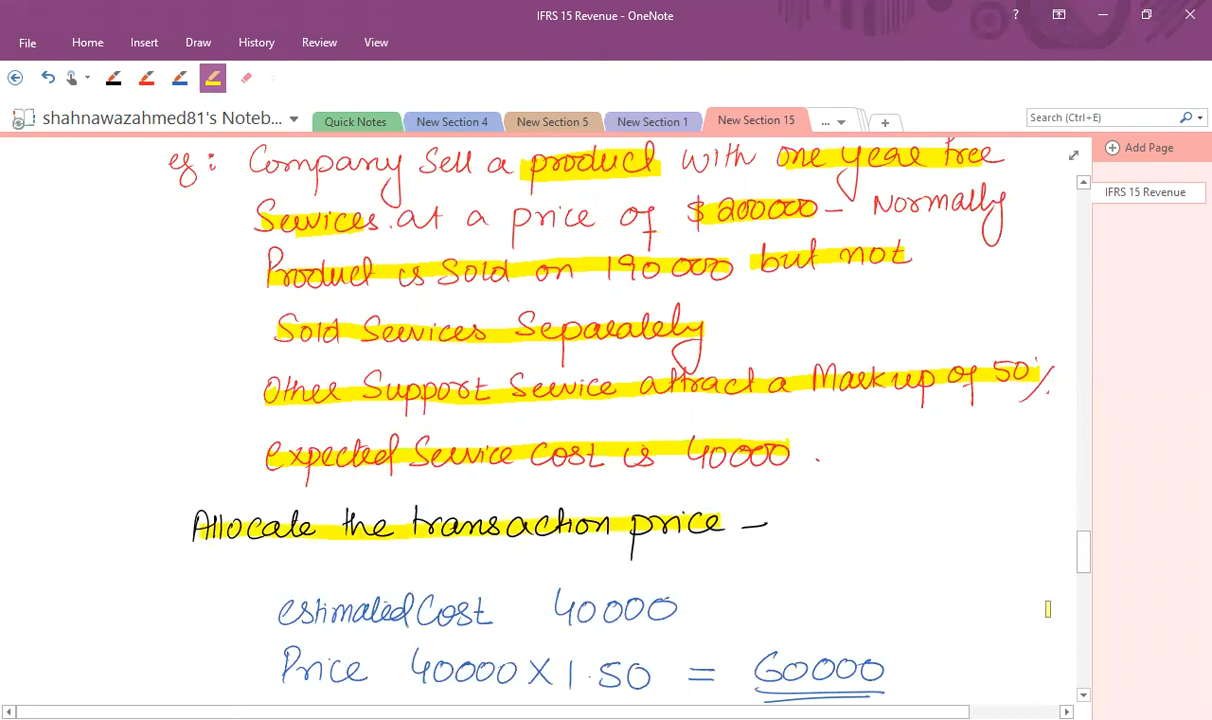 IFRS 15 Revenue - OneNote
?
File Home Insert Draw History Review View
shahnawazahmed81's Noteb... Quick Notes New Section 4 New Section 5 New Section 1 New Section 15 ... Search (Ctrl+E)
Add Page
IFRS 15 Revenue
eg: Company Sell a product with one year free
Services. at a price of $ 200000 - Normally
Product is Sold on 190000 but not
Sold Services Separately
Other Support Service attract a Mark up of 50%
expected Service cost is 40000.
Allocate the transaction price -
estimated Cost 40000
Price 40000 X 1.50 = 60000